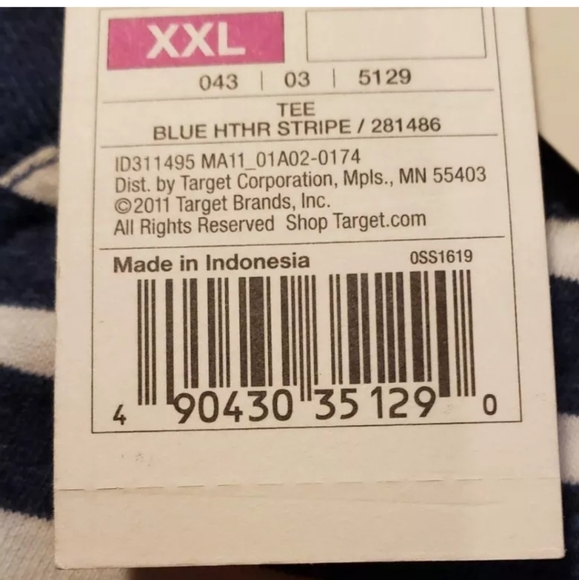 XXL
043 | 03 | 5129
TEE
BLUE HTHR STRIPE / 281486
ID311495 MA11_01A02-0174
Dist. by Target Corporation, Mpls., MN 55403
©2011 Target Brands, Inc.
All Rights Reserved Shop Target.com
Made in Indonesia 0SS1619
4 90430 35129 0